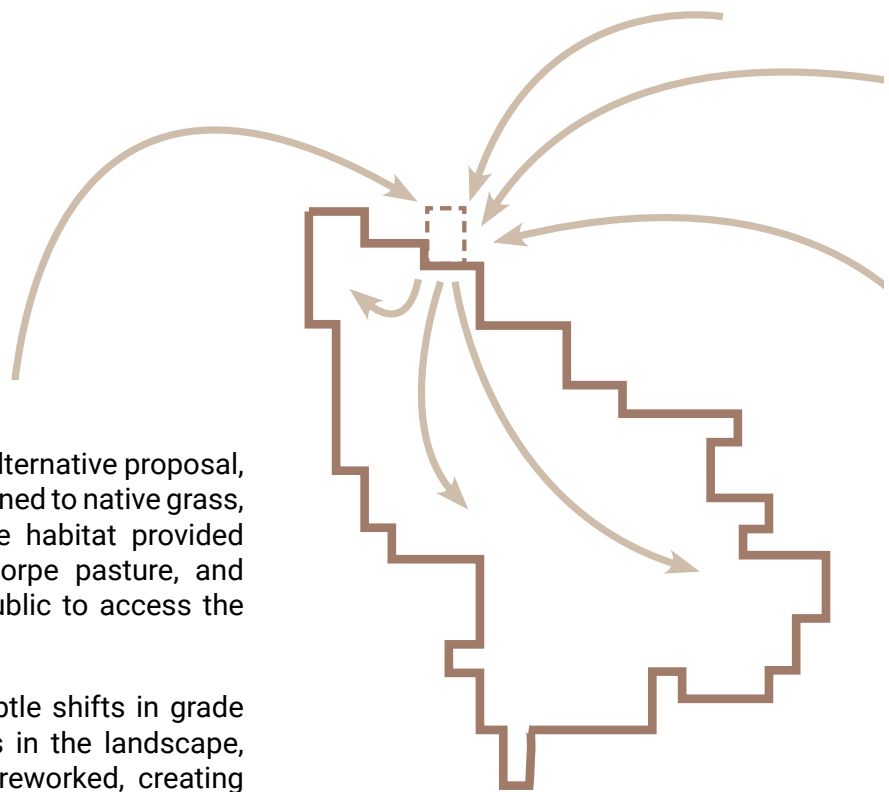 lternative proposal,
ned to native grass,
e habitat provided
orpe pasture, and
ublic to access the
otle shifts in grade
s in the landscape,
reworked, creating